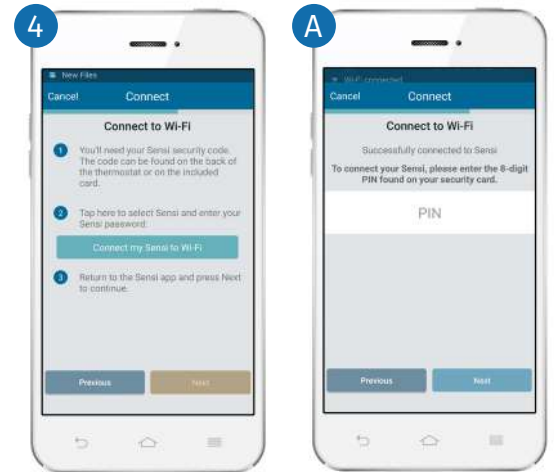 4
New Files
Cancel
Connect
Connect to Wi-Fi
1
You'll need your Sensi security code.
The code can be found on the back of
the thermostat or on the included
card.
2
Tap here to select Sensi and enter your
Sensi password.
Connect my Sensi to Wi-Fi
3
Return to the Sensi app and press Next
to continue.
Previous
Next
A
Wi-Fi connected
Cancel
Connect
Connect to Wi-Fi
Successfully connected to Sensi
To connect your Sensi, please enter the 8-digit
PIN found on your security card.
PIN
Previous
Next